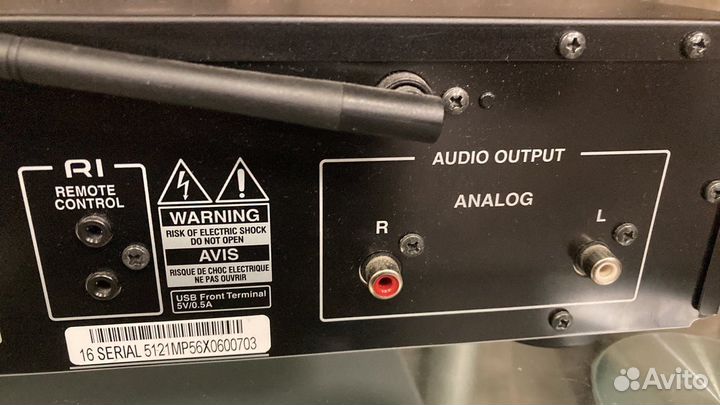 RI
REMOTE
CONTROL
WARNING
RISK OF ELECTRIC SHOCK
DO NOT OPEN
AVIS
RISQUE DE CHOC ELECTRIQUE
NE PAS OUVRIR
USB Front Terminal
5V/0.5A
16 SERIAL 5121MP56X0600703
AUDIO OUTPUT
ANALOG
R
L
Avito